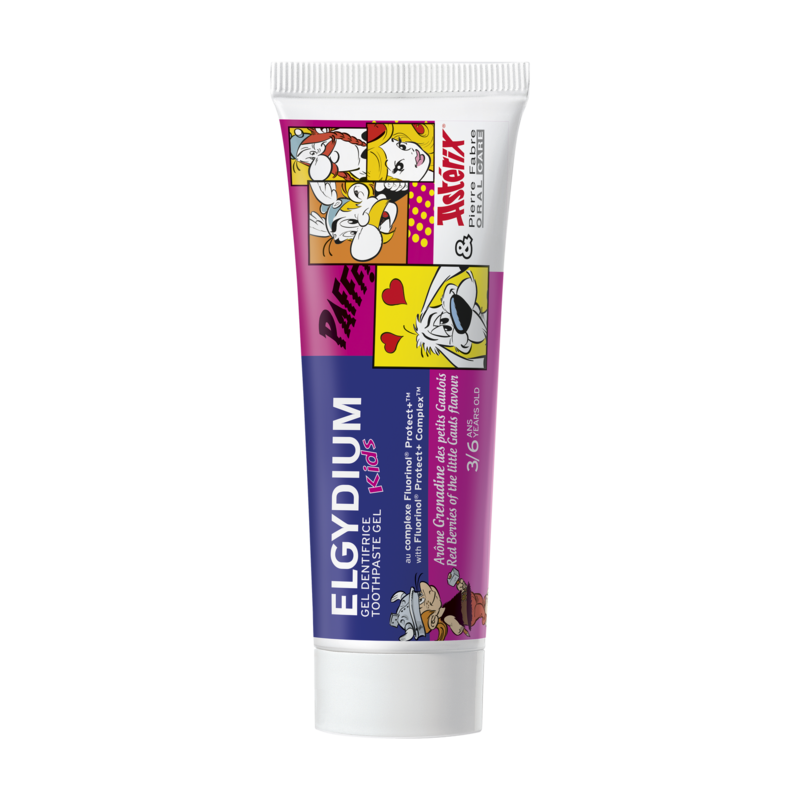 Astérix®
&
Pierre Fabre
ORAL CARE
PAFFF!
ELGYDIUM
Kids
GEL DENTIFRICE
TOOTHPASTE GEL
au complexe Fluorinol® Protect+™
with Fluorinol® Protect+ Complex™
Arôme Grenadine des petits Gaulois
Red Berries of the little Gauls flavour
3/6 ANS
YEARS OLD